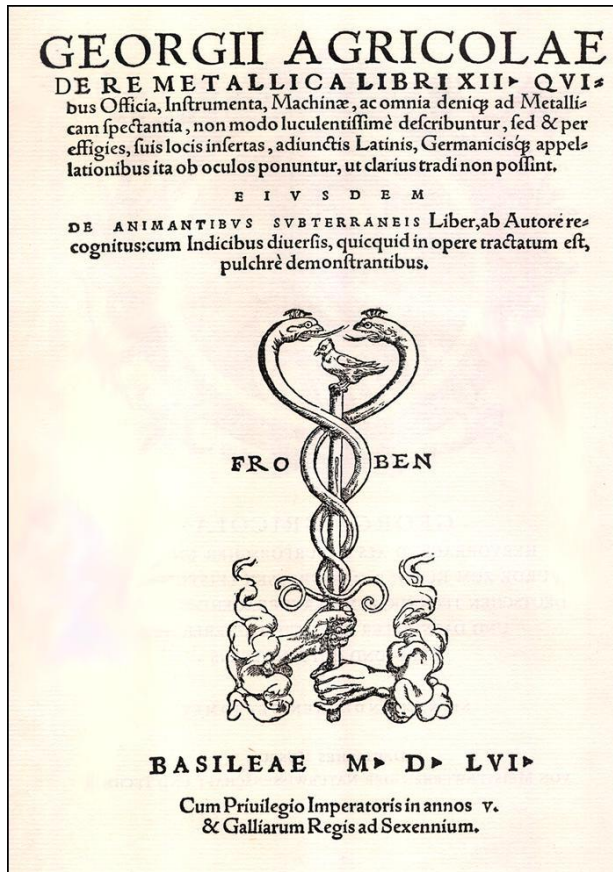 GEORGII AGRICOLAE
DE RE METALLICA LIBRI XII▸ QVI⸗
bus Officia, Inſtrumenta, Machinæ, ac omnia deniqꝫ ad Metalli⸗
cam ſpectantia, non modo luculentiſſimè deſcribuntur, ſed & per
effigies, ſuis locis inſertas, adiunctis Latinis, Germanicisqꝫ appel⸗
lationibus ita ob oculos ponuntur, ut clarius tradi non poſſint.
EIVSDEM
DE ANIMANTIBVS SVBTERRANEIS Liber, ab Autore re⸗
cognitus: cum Indicibus diuerſis, quicquid in opere tractatum eſt,
pulchrè demonſtrantibus.
FRO BEN
BASILEAE M▸ D▸ LVI▸
Cum Priuilegio Imperatoris in annos v.
& Galliarum Regis ad Sexennium.